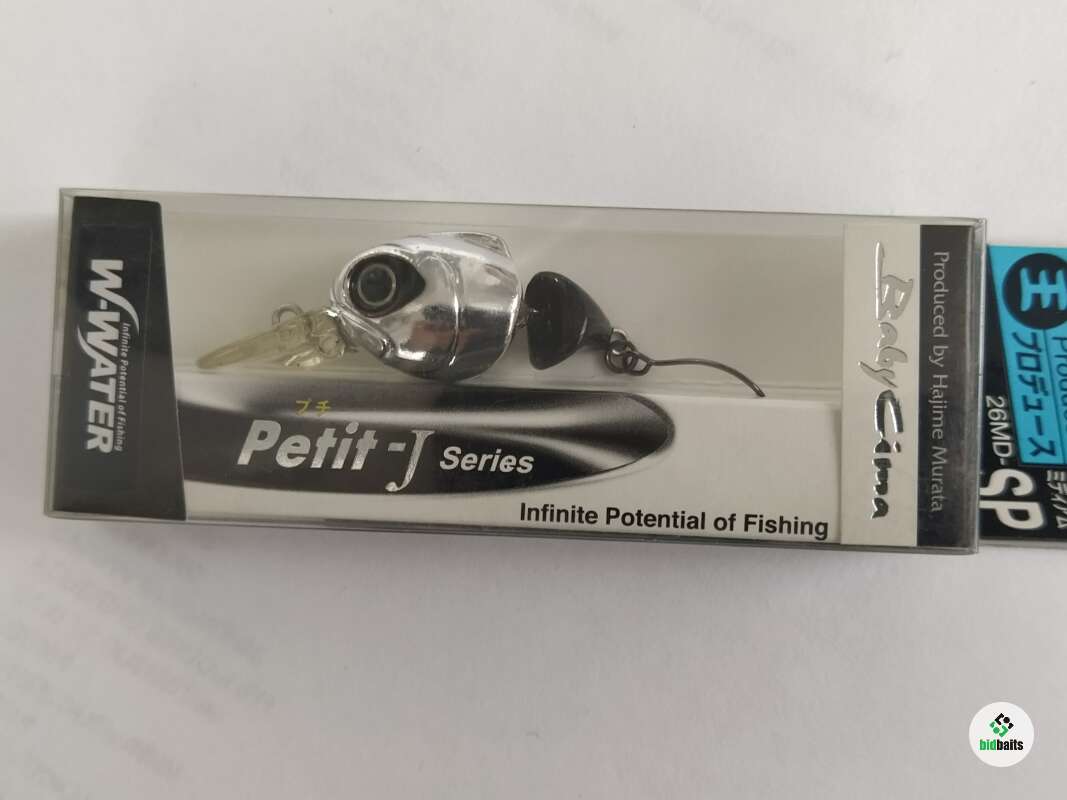 W-WATER
Infinite Potential of Fishing
プチ
Petit-J Series
Infinite Potential of Fishing
Baby Cima
Produced by Hajime Murata
プロデュース
26MD-
SP
bidbaits